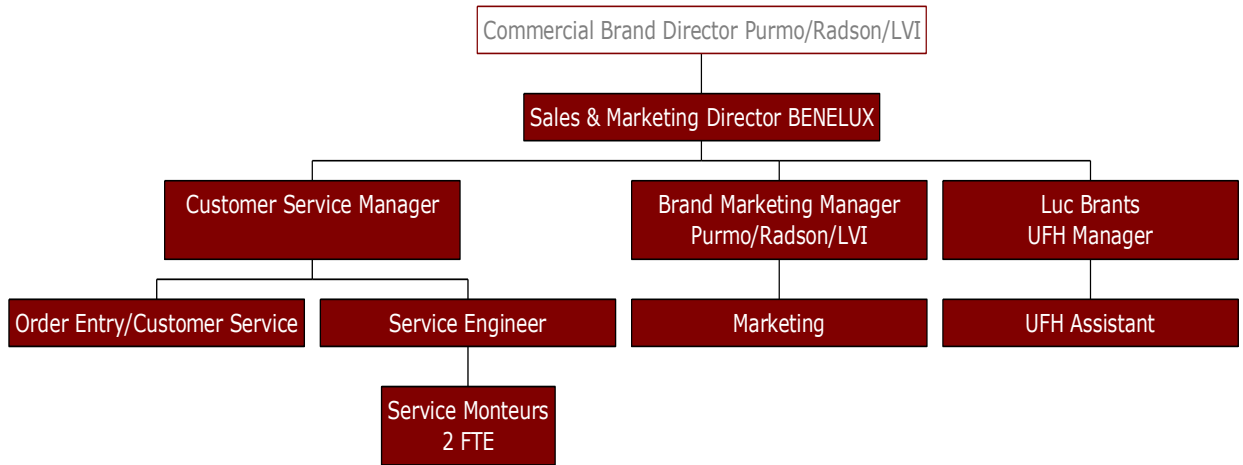 Commercial Brand Director Purmo/Radson/LVI
Sales & Marketing Director BENELUX
Customer Service Manager
Brand Marketing Manager
Purmo/Radson/LVI
Luc Brants
UFH Manager
Order Entry/Customer Service
Service Engineer
Marketing
UFH Assistant
Service Monteurs
2 FTE